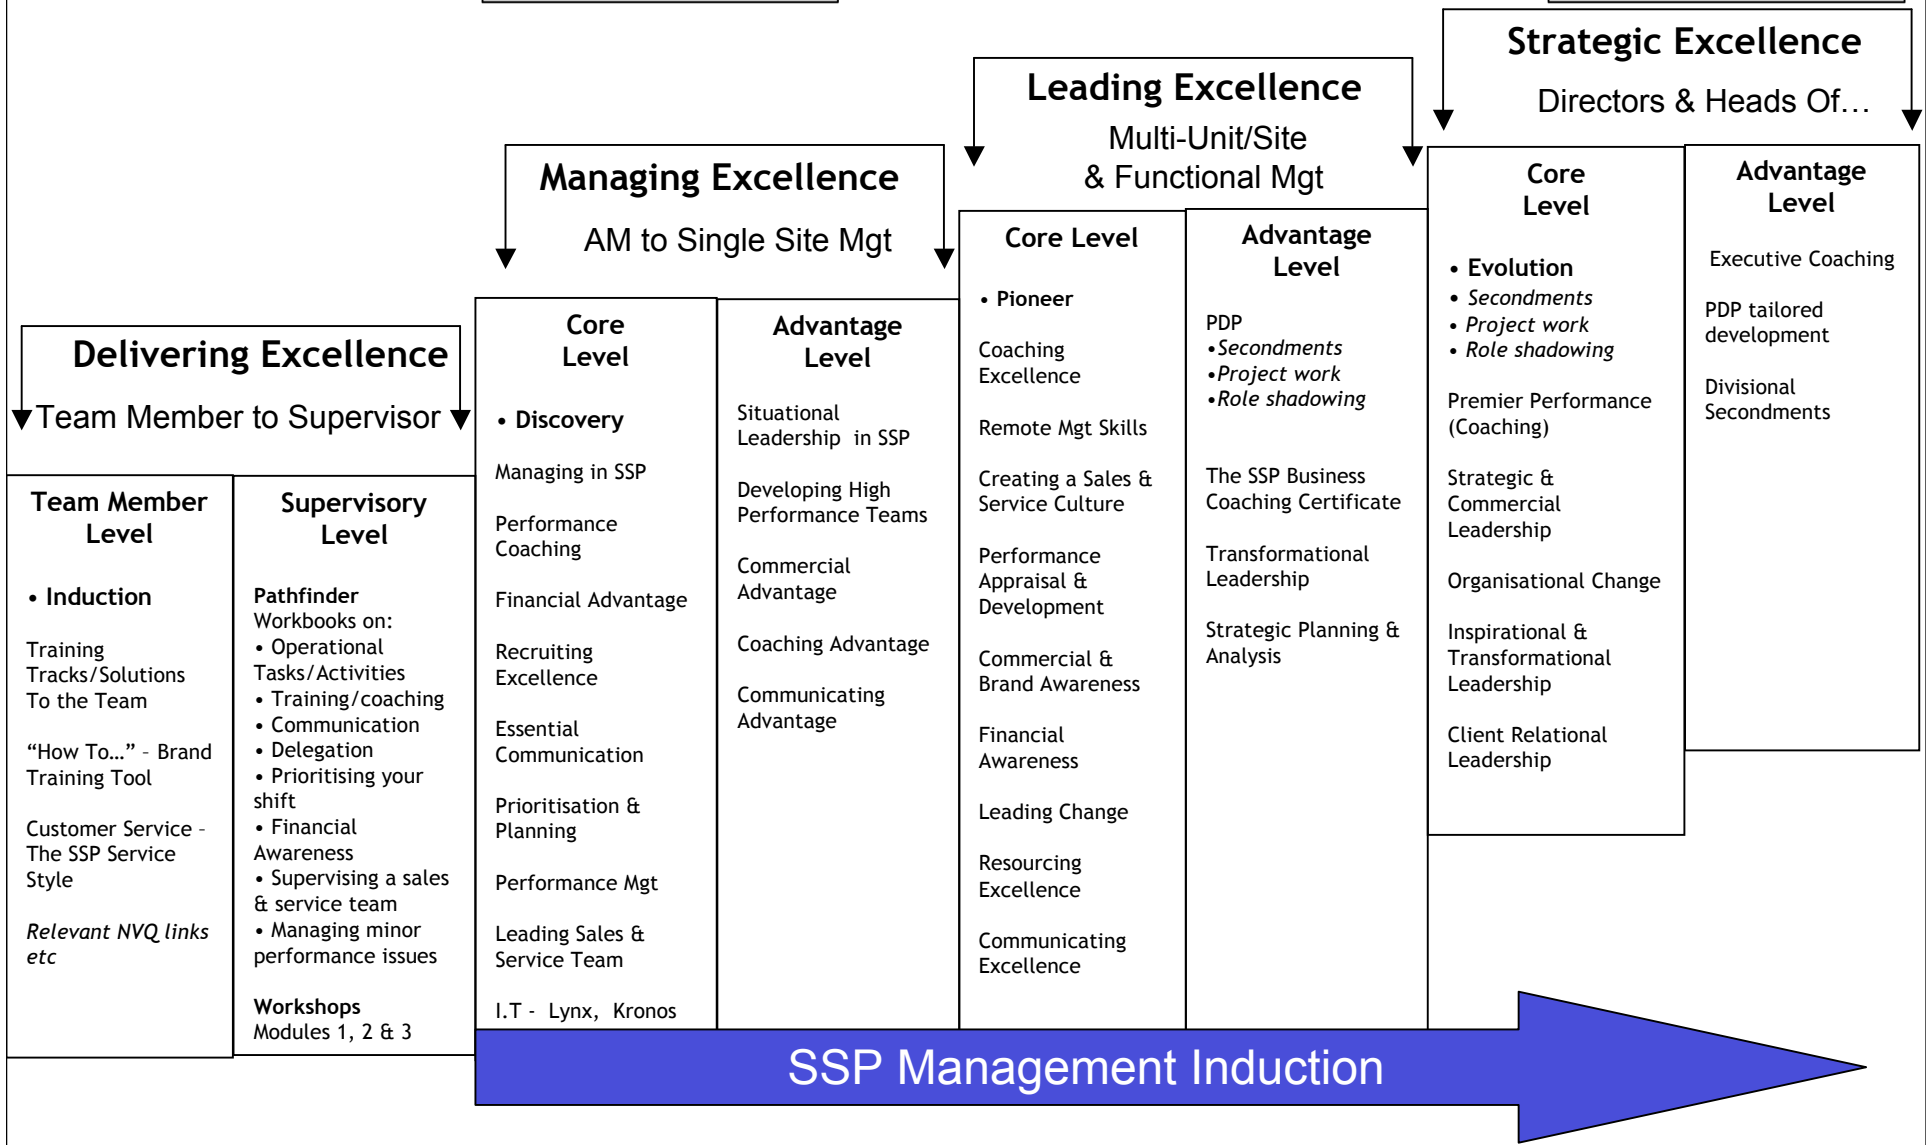 Strategic Excellence
Directors & Heads Of…
Leading Excellence
Multi-Unit/Site
& Functional Mgt
Managing Excellence
AM to Single Site Mgt
Delivering Excellence
Team Member to Supervisor
Team Member
Level
• Induction
Training
Tracks/Solutions
To the Team
“How To…” – Brand
Training Tool
Customer Service –
The SSP Service
Style
Relevant NVQ links
etc
Supervisory
Level
Pathfinder
Workbooks on:
• Operational
Tasks/Activities
• Training/coaching
• Communication
• Delegation
• Prioritising your
shift
• Financial
Awareness
• Supervising a sales
& service team
• Managing minor
performance issues
Workshops
Modules 1, 2 & 3
Core
Level
• Discovery
Managing in SSP
Performance
Coaching
Financial Advantage
Recruiting
Excellence
Essential
Communication
Prioritisation &
Planning
Performance Mgt
Leading Sales &
Service Team
I.T - Lynx, Kronos
Advantage
Level
Situational
Leadership in SSP
Developing High
Performance Teams
Commercial
Advantage
Coaching Advantage
Communicating
Advantage
Core Level
• Pioneer
Coaching
Excellence
Remote Mgt Skills
Creating a Sales &
Service Culture
Performance
Appraisal &
Development
Commercial &
Brand Awareness
Financial
Awareness
Leading Change
Resourcing
Excellence
Communicating
Excellence
Advantage
Level
PDP
•Secondments
•Project work
•Role shadowing
The SSP Business
Coaching Certificate
Transformational
Leadership
Strategic Planning &
Analysis
Core
Level
• Evolution
• Secondments
• Project work
• Role shadowing
Premier Performance
(Coaching)
Strategic &
Commercial
Leadership
Organisational Change
Inspirational &
Transformational
Leadership
Client Relational
Leadership
Advantage
Level
Executive Coaching
PDP tailored
development
Divisional
Secondments
SSP Management Induction